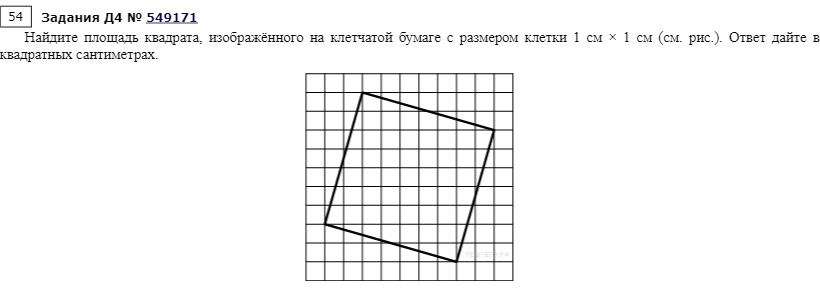 54 Задания Д4 № 549171
Найдите площадь квадрата, изображённого на клетчатой бумаге с размером клетки 1 см × 1 см (см. рис.). Ответ дайте в
квадратных сантиметрах.